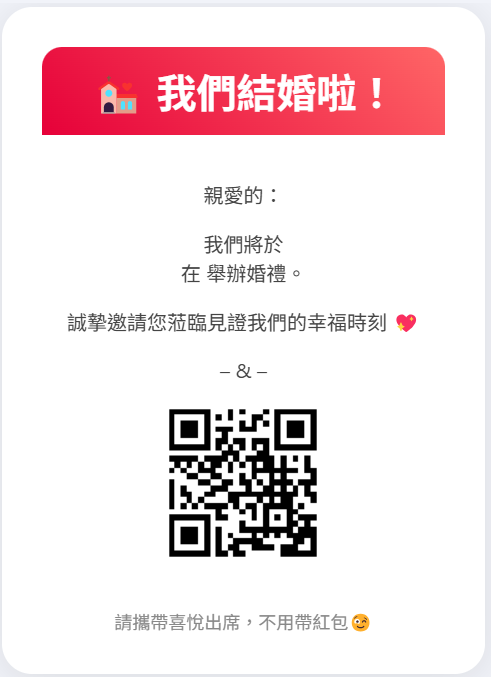 💒 我們結婚啦！
親愛的：
我們將於
在 舉辦婚禮。
誠摯邀請您蒞臨見證我們的幸福時刻 💖
– & –
請攜帶喜悅出席，不用帶紅包😉